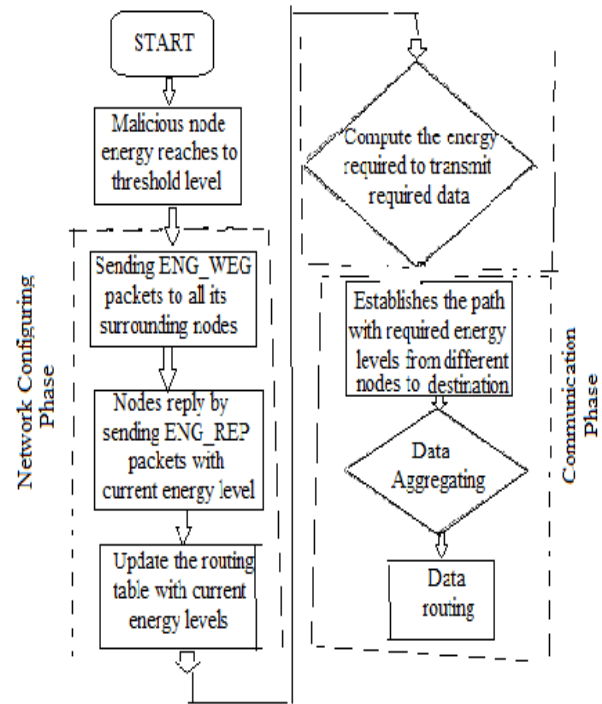 START
Malicious node
energy reaches to
threshold level
Network Configuring
Phase
Sending ENG_WEG
packets to all its
surrounding nodes
Nodes reply by
sending ENG_REP
packets with
current energy level
Update the routing
table with current
energy levels
Compute the energy
required to transmit
required data
Establishes the path
with required energy
levels from different
nodes to destination
Data
Aggregating
Data
routing
Communication
Phase